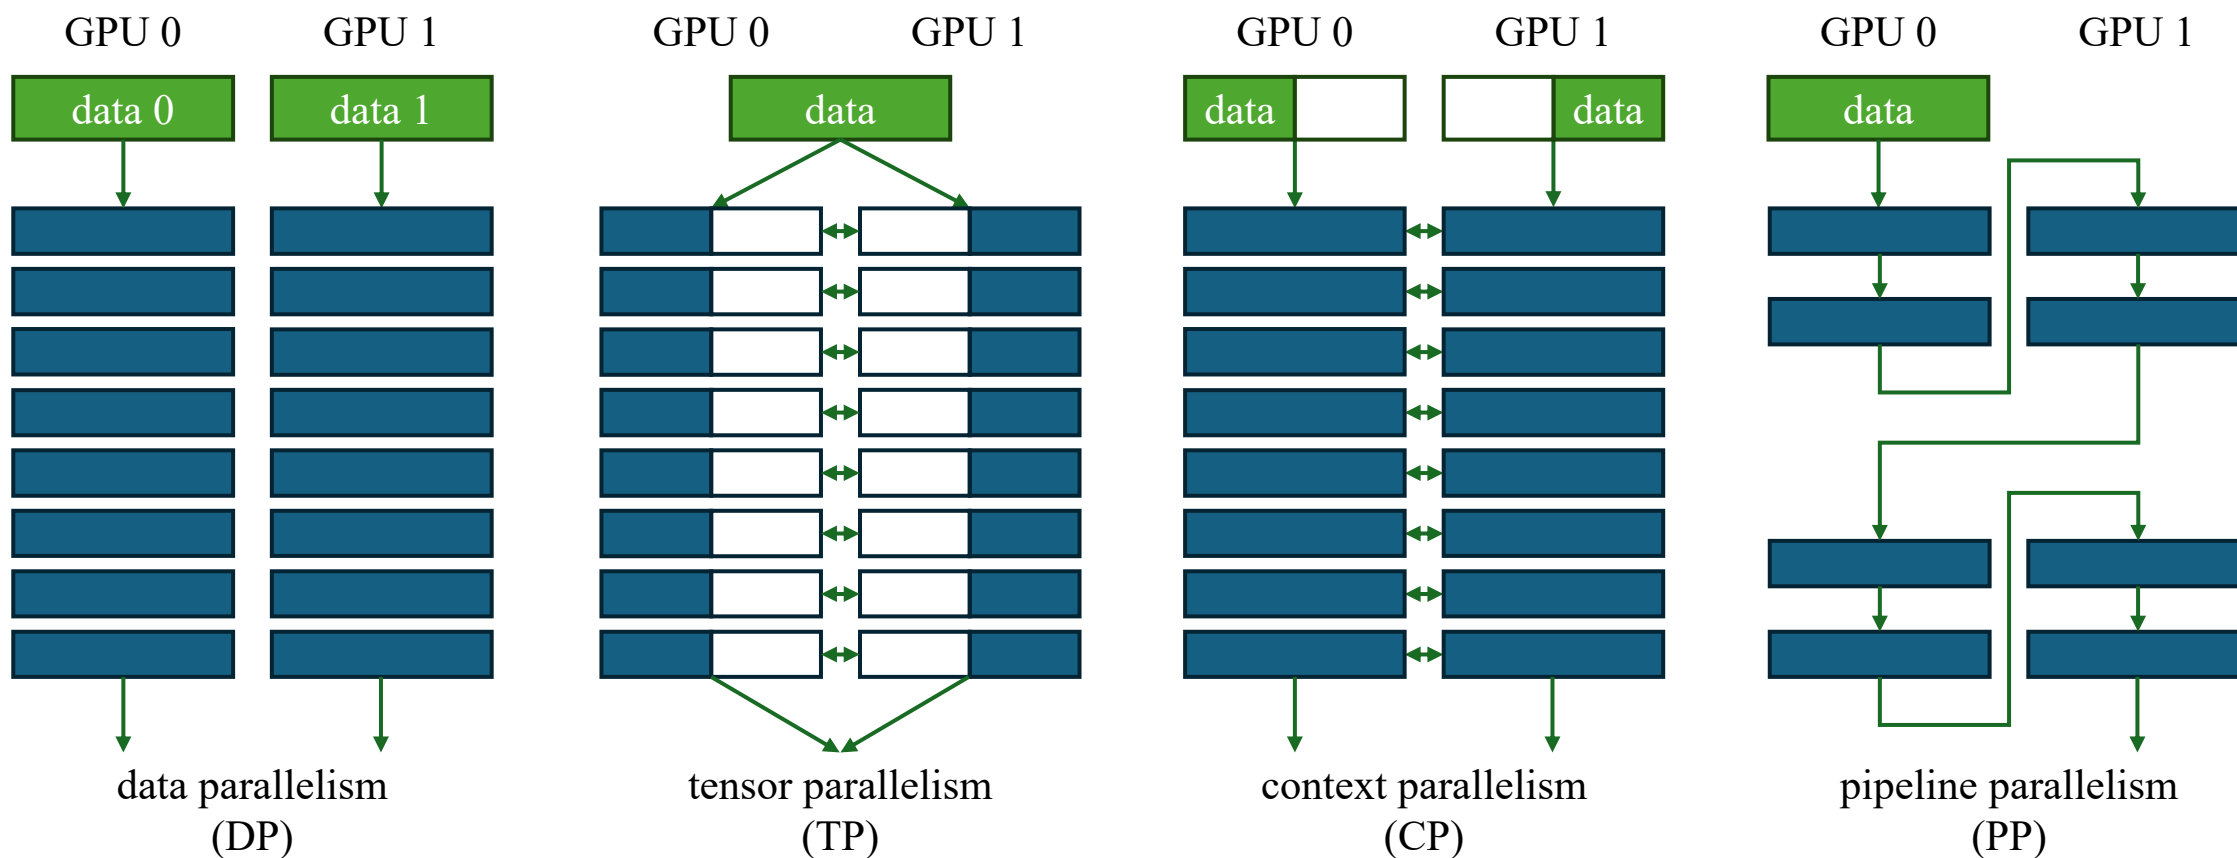 GPU 0
GPU 1
GPU 0
GPU 1
GPU 0
GPU 1
GPU 0
GPU 1
data 0
data 1
data
data
data
data
data parallelism
(DP)
tensor parallelism
(TP)
context parallelism
(CP)
pipeline parallelism
(PP)